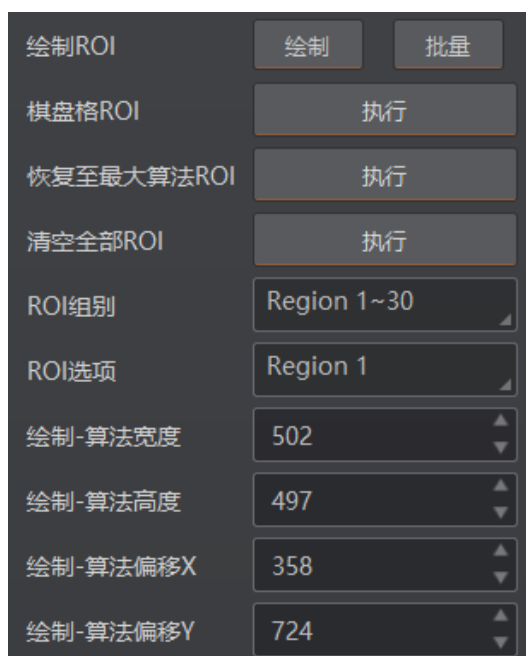 绘制ROI 绘制 批量
棋盘格ROI 执行
恢复至最大算法ROI 执行
清空全部ROI 执行
ROI组别 Region 1~30
ROI选项 Region 1
绘制-算法宽度 502
绘制-算法高度 497
绘制-算法偏移X 358
绘制-算法偏移Y 724